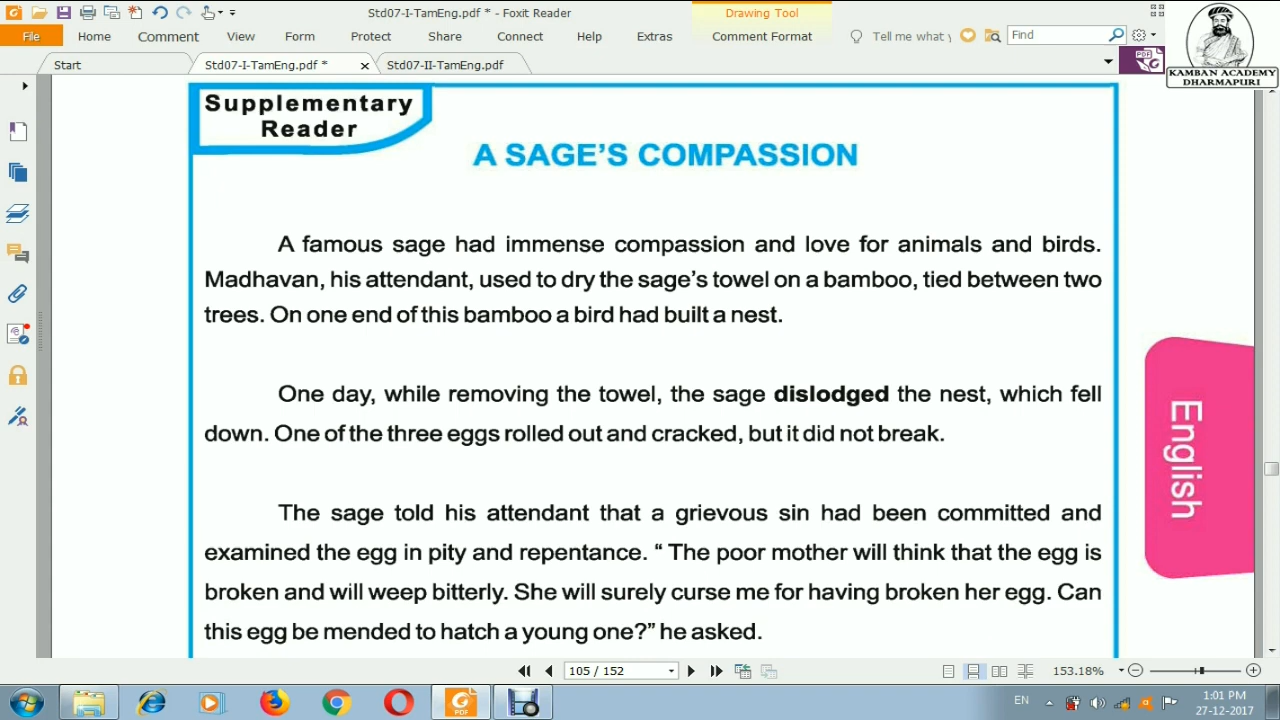 Std07-I-TamEng.pdf * - Foxit Reader
Drawing Tool
File Home Comment View Form Protect Share Connect Help Extras Comment Format Tell me what y Find
KAMBAN ACADEMY
DHARMAPURI
Start Std07-I-TamEng.pdf * x Std07-II-TamEng.pdf
Supplementary
Reader
A SAGE'S COMPASSION
A famous sage had immense compassion and love for animals and birds.
Madhavan, his attendant, used to dry the sage's towel on a bamboo, tied between two
trees. On one end of this bamboo a bird had built a nest.
One day, while removing the towel, the sage dislodged the nest, which fell
down. One of the three eggs rolled out and cracked, but it did not break.
The sage told his attendant that a grievous sin had been committed and
examined the egg in pity and repentance. “ The poor mother will think that the egg is
broken and will weep bitterly. She will surely curse me for having broken her egg. Can
this egg be mended to hatch a young one?” he asked.
English
105 / 152
153.18%
EN
1:01 PM
27-12-2017